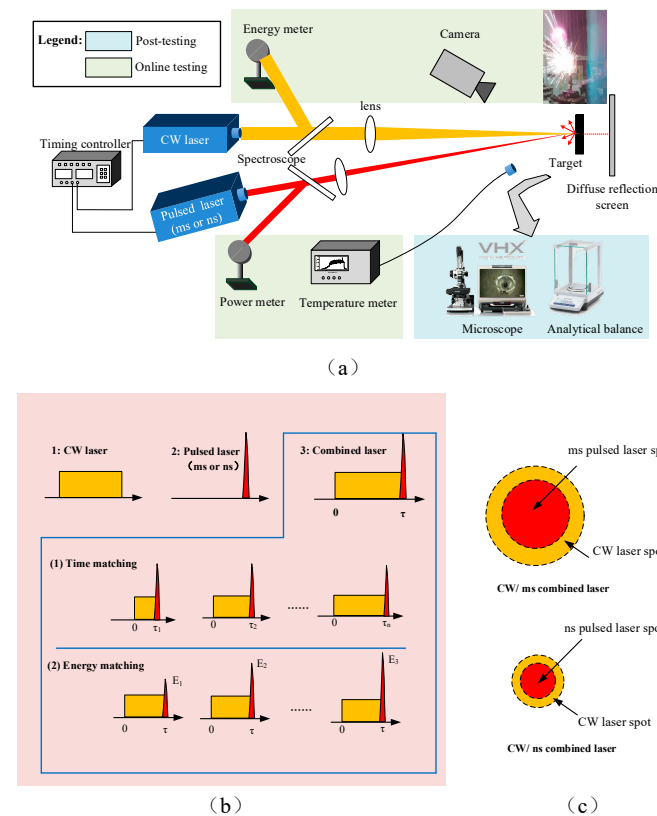 Legend:
Post-testing
Online testing
Energy meter
Camera
lens
Timing controller
CW laser
Spectroscope
Target
Pulsed laser
(ms or ns)
Diffuse reflection
screen
Power meter
Temperature meter
VHX
Microscope
Analytical balance
(a)
1: CW laser
2: Pulsed laser
(ms or ns)
3: Combined laser
0
τ
(1) Time matching
0
τ1
0
τ2
......
0
τn
(2) Energy matching
E1
E2
E3
0
τ
0
τ
......
0
τ
(b)
ms pulsed laser sp
CW laser spo
CW/ ms combined laser
ns pulsed laser spo
CW laser spot
CW/ ns combined laser
(c)